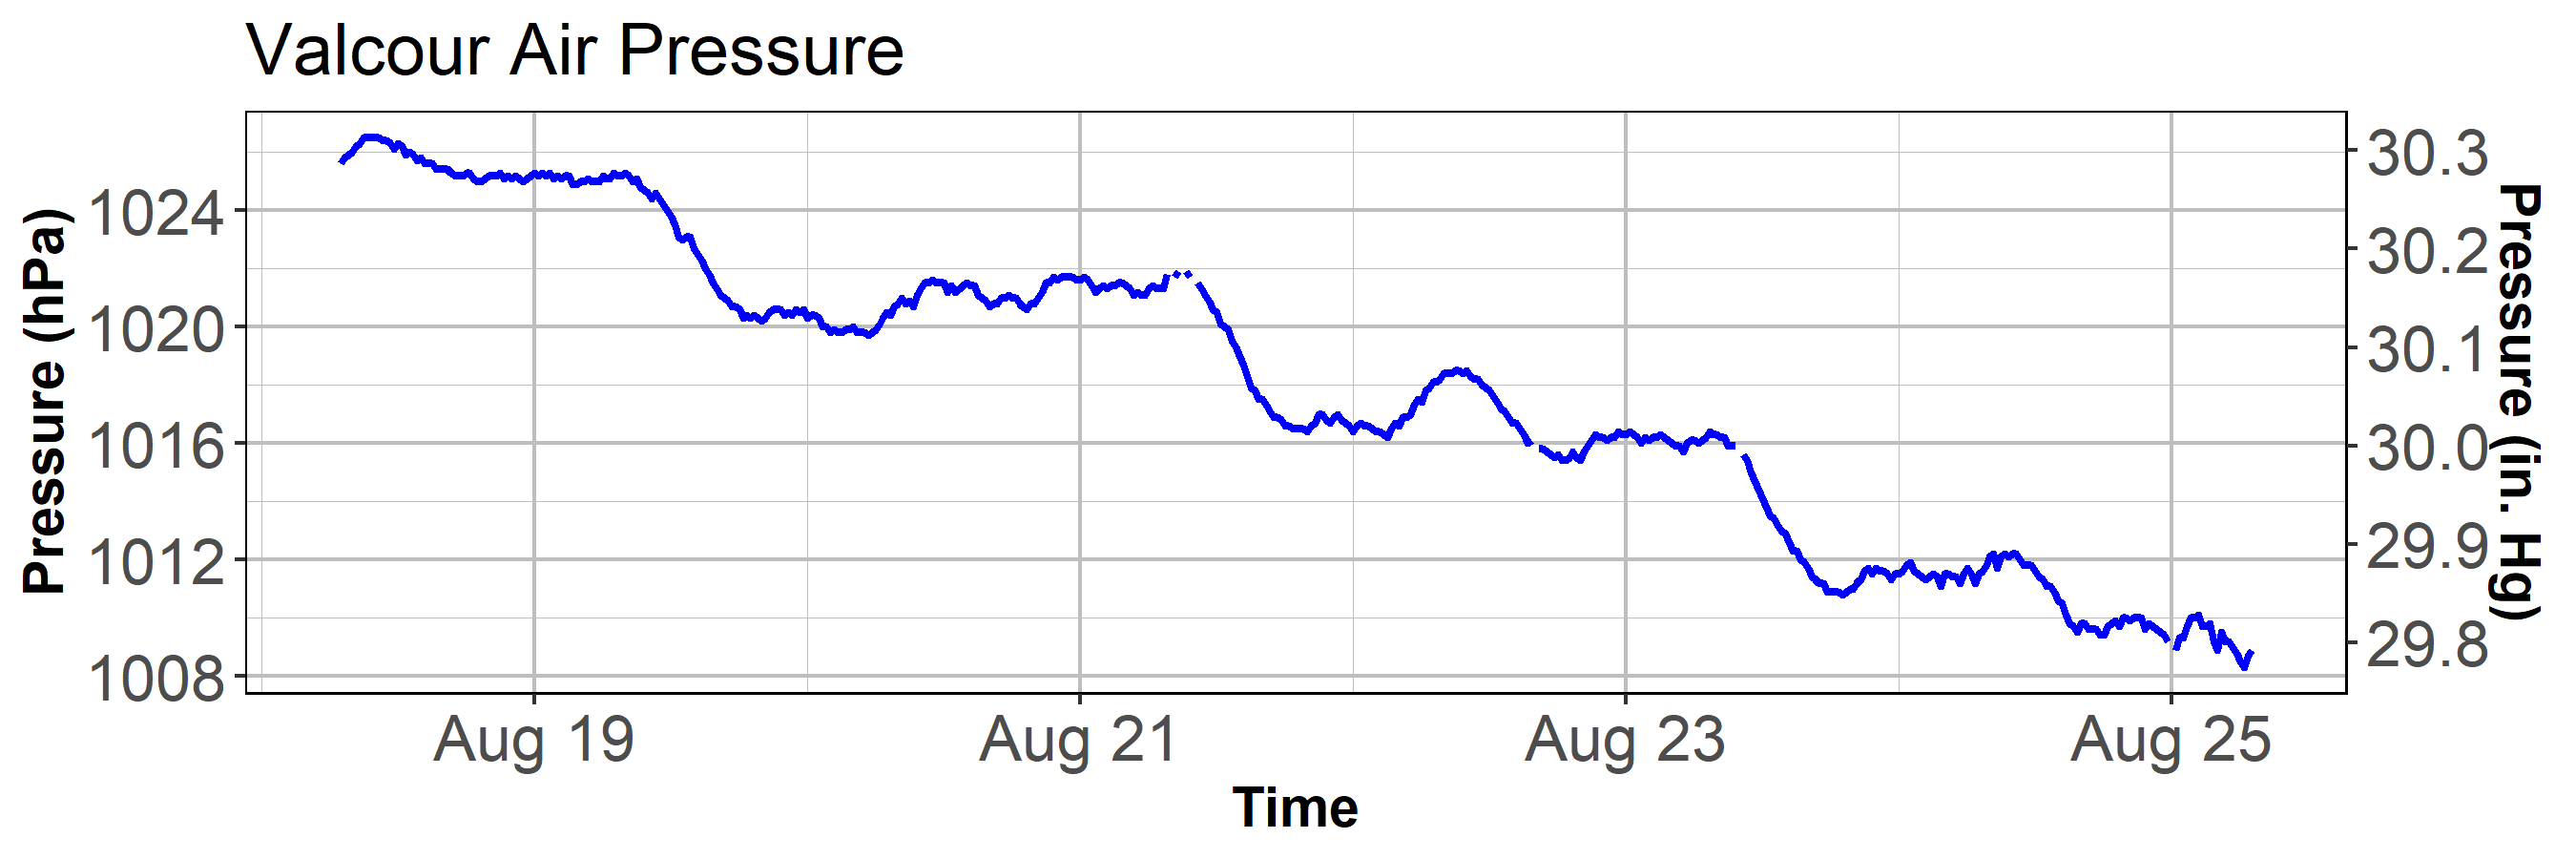 Valcour Air Pressure
Pressure (hPa)
1024
1020
1016
1012
1008
30.3
30.2
30.1
30.0
29.9
29.8
Pressure (in. Hg)
Aug 19 Aug 21 Aug 23 Aug 25
Time